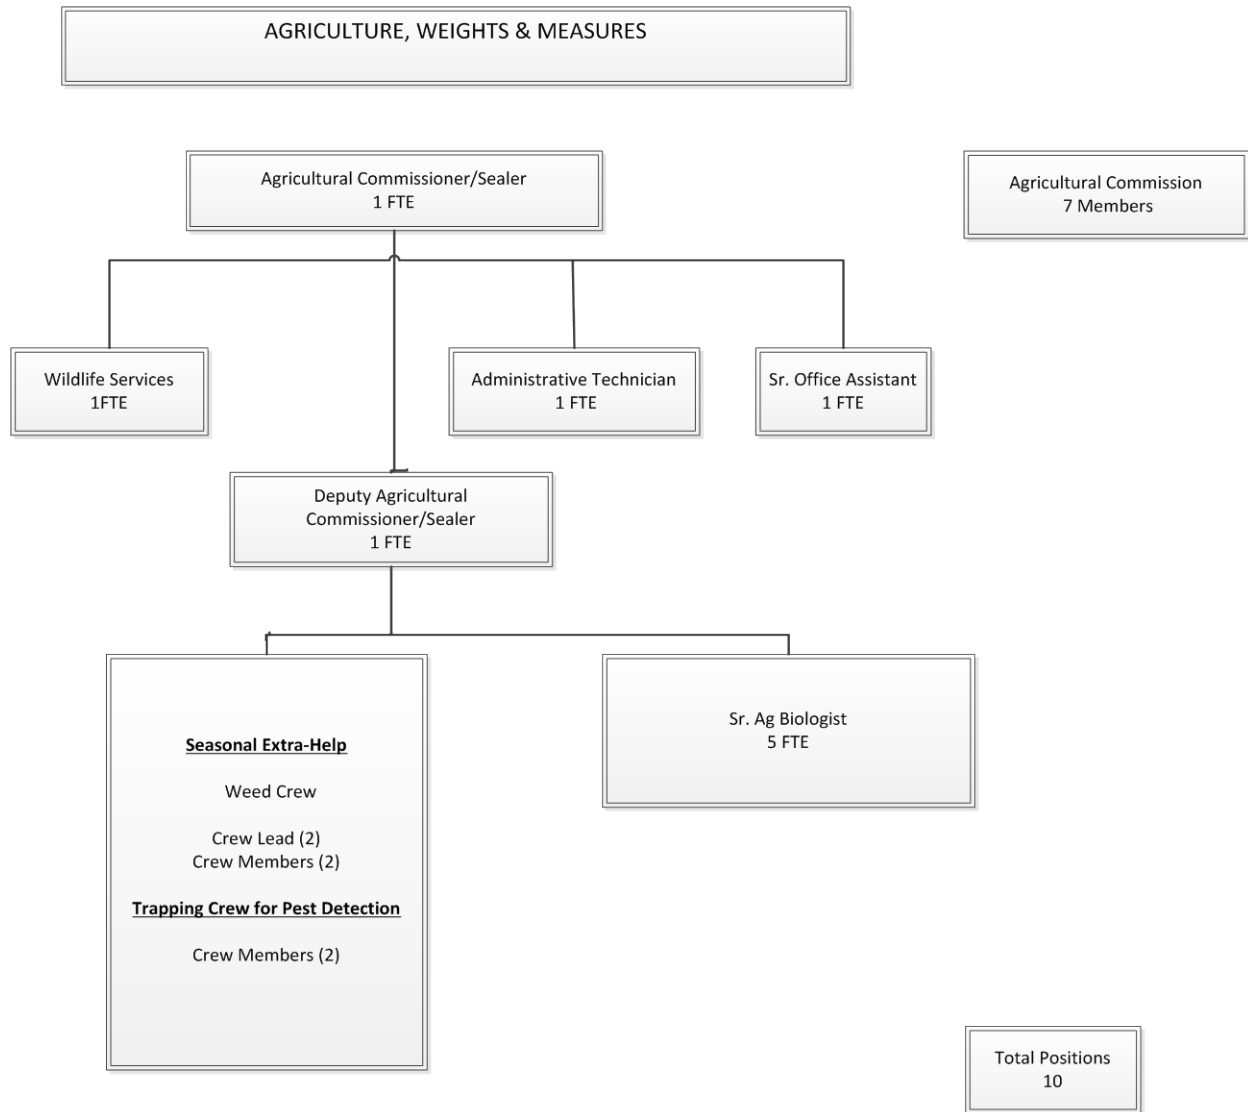 AGRICULTURE, WEIGHTS & MEASURES
Agricultural Commissioner/Sealer
1 FTE
Agricultural Commission
7 Members
Wildlife Services
1FTE
Administrative Technician
1 FTE
Sr. Office Assistant
1 FTE
Deputy Agricultural
Commissioner/Sealer
1 FTE
Seasonal Extra-Help
Weed Crew
Crew Lead (2)
Crew Members (2)
Trapping Crew for Pest Detection
Crew Members (2)
Sr. Ag Biologist
5 FTE
Total Positions
10